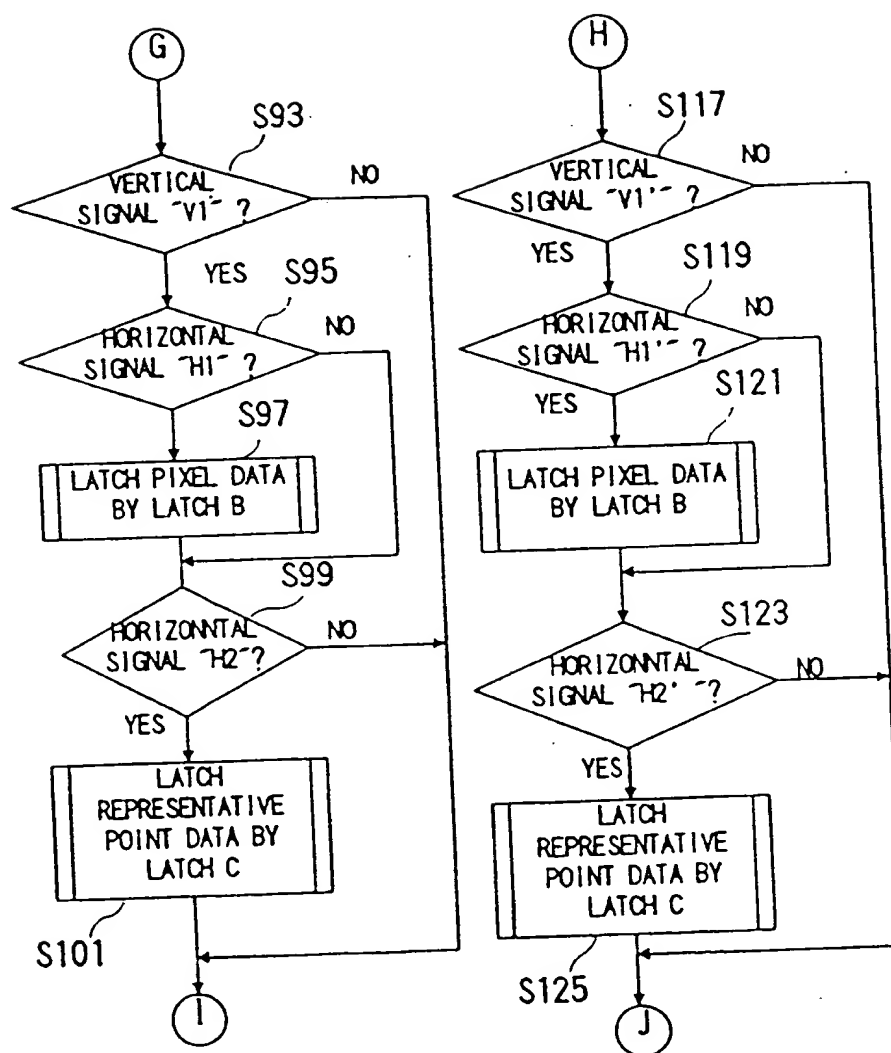 G
S93
VERTICAL
SIGNAL "V1" ?
NO
YES
S95
HORIZONTAL
SIGNAL "H1" ?
NO
S97
LATCH PIXEL DATA
BY LATCH B
S99
HORIZONNTAL
SIGNAL "H2"?
NO
YES
LATCH
REPRESENTATIVE
POINT DATA BY
LATCH C
S101
I
H
S117
VERTICAL
SIGNAL "V1'" ?
NO
YES
S119
HORIZONTAL
SIGNAL "H1'" ?
NO
YES
S121
LATCH PIXEL DATA
BY LATCH B
S123
HORIZONNTAL
SIGNAL "H2' "?
NO
YES
LATCH
REPRESENTATIVE
POINT DATA BY
LATCH C
S125
J